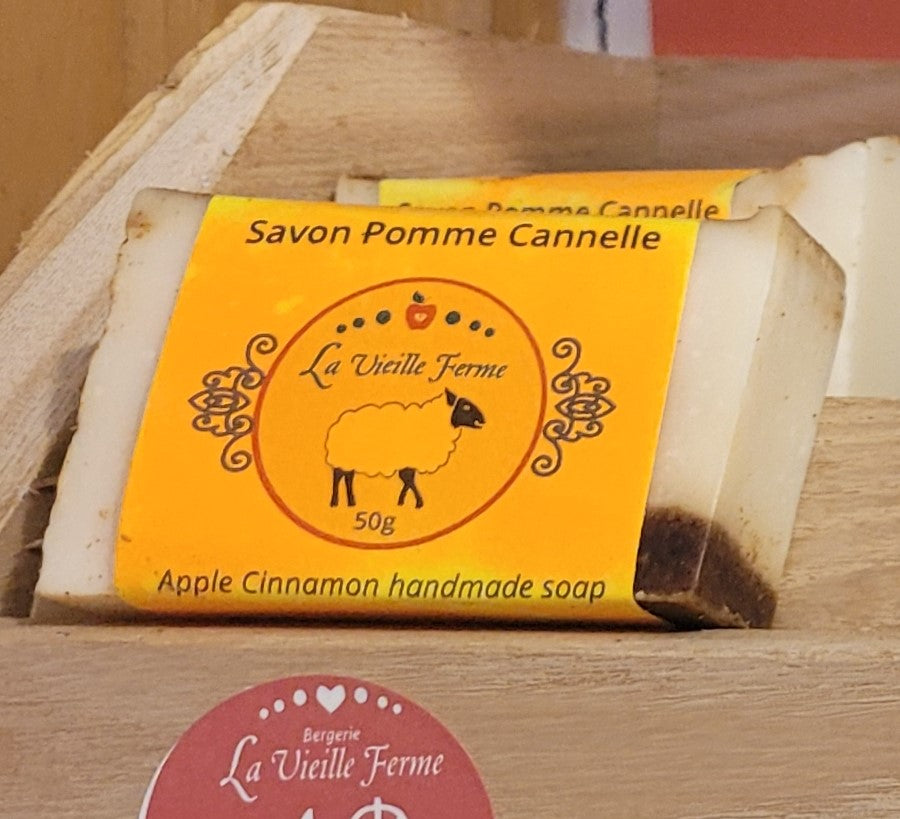 Savon Pomme Cannelle
Savon Pomme Cannelle
La Vieille Ferme
50g
Apple Cinnamon handmade soap
Bergerie
La Vieille Ferme